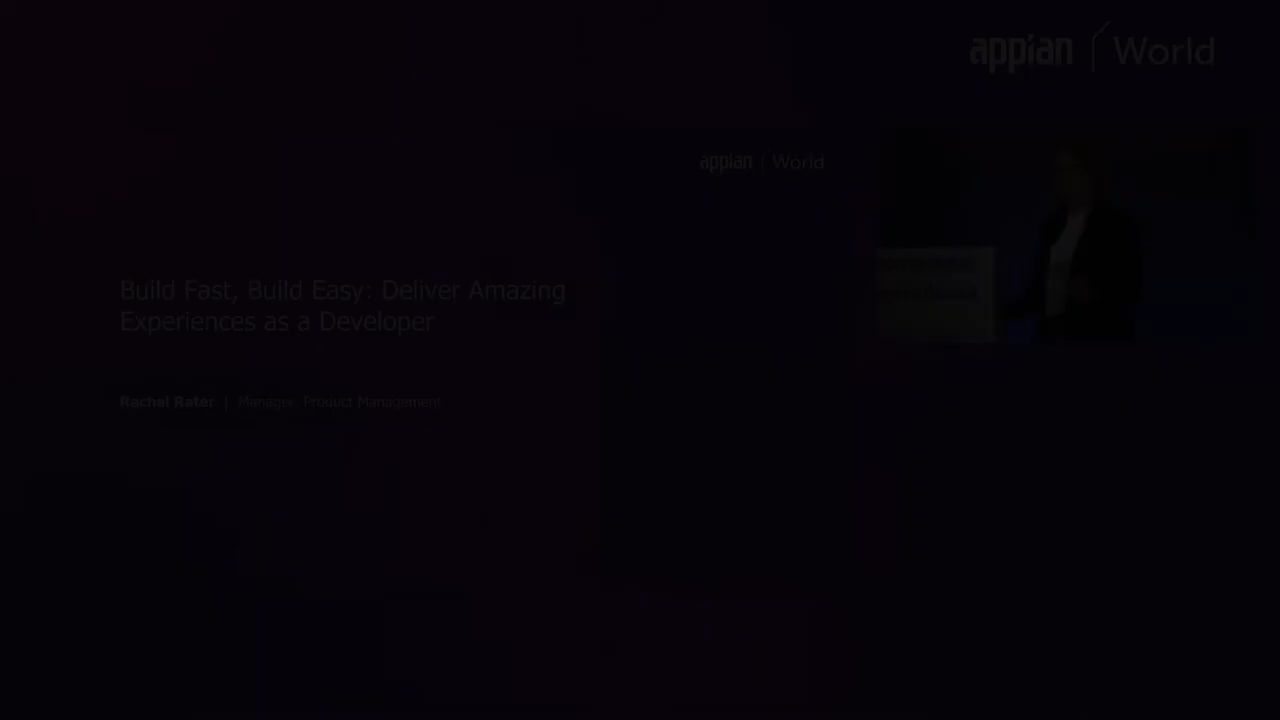 appian World
appian World
Build Fast, Build Easy: Deliver Amazing
Experiences as a Developer
Rachel Rater | Manager, Product Management